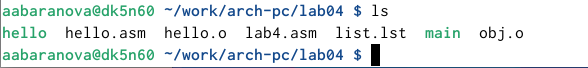 aabaranova@dk5n60 ~/work/arch-pc/lab04 $ ls
hello  hello.asm  hello.o  lab4.asm  list.lst  main  obj.o
aabaranova@dk5n60 ~/work/arch-pc/lab04 $